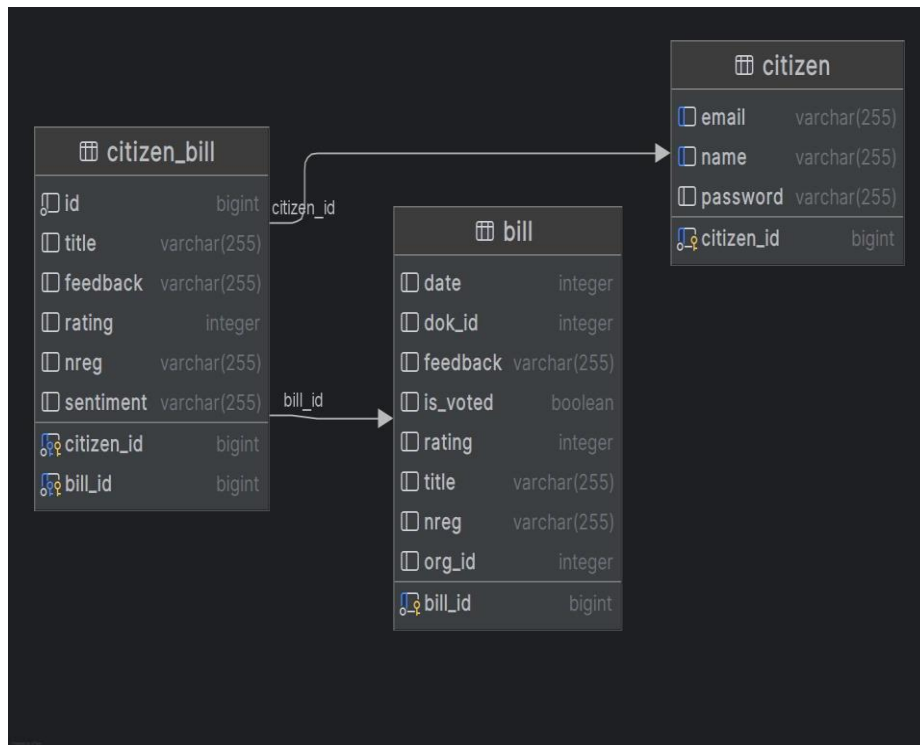 citizen
email varchar(255)
name varchar(255)
password varchar(255)
citizen_id bigint
citizen_bill
id bigint
title varchar(255)
feedback varchar(255)
rating integer
nreg varchar(255)
sentiment varchar(255)
citizen_id bigint
bill_id bigint
citizen_id
bill_id
bill
date integer
dok_id integer
feedback varchar(255)
is_voted boolean
rating integer
title varchar(255)
nreg varchar(255)
org_id integer
bill_id bigint